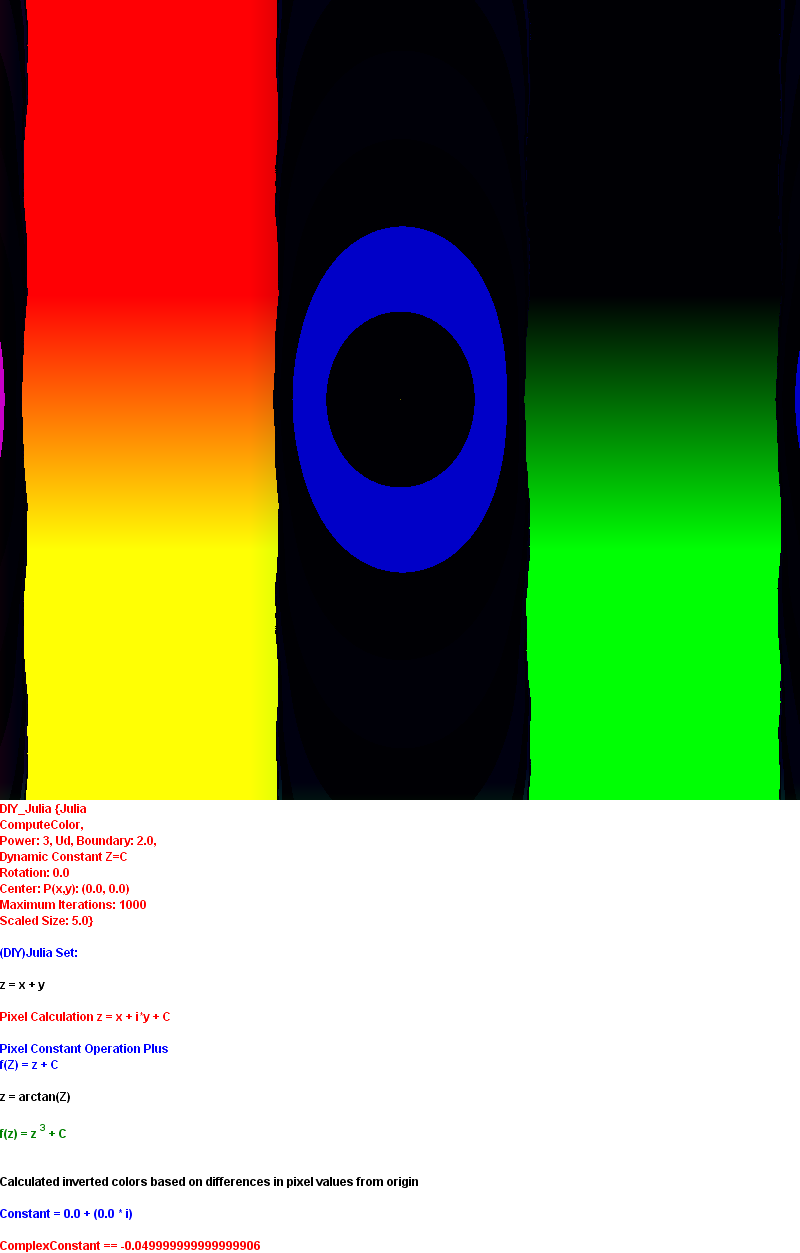 DIY_Julia {Julia
ComputeColor,
Power: 3, Ud, Boundary: 2.0,
Dynamic Constant Z=C
Rotation: 0.0
Center: P(x,y): (0.0, 0.0)
Maximum Iterations: 1000
Scaled Size: 5.0}
(DIY)Julia Set:
z = x + y
Pixel Calculation z = x + i*y + C
Pixel Constant Operation Plus
f(Z) = z + C
z = arctan(Z)
f(z) = z ³ + C
Calculated inverted colors based on differences in pixel values from origin
Constant = 0.0 + (0.0 * i)
ComplexConstant == -0.049999999999999906